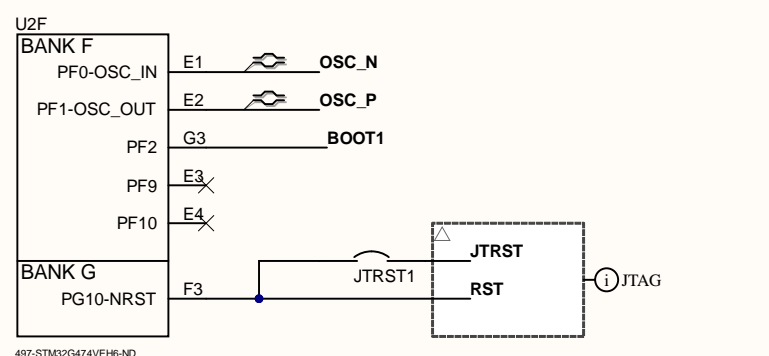 U2F
BANK F
PF0-OSC_IN E1 OSC_N
PF1-OSC_OUT E2 OSC_P
PF2 G3 BOOT1
PF9 E3
PF10 E4
BANK G
PG10-NRST F3
JTRST1
JTRST
RST
i JTAG
497-STM32G474VEH6-ND